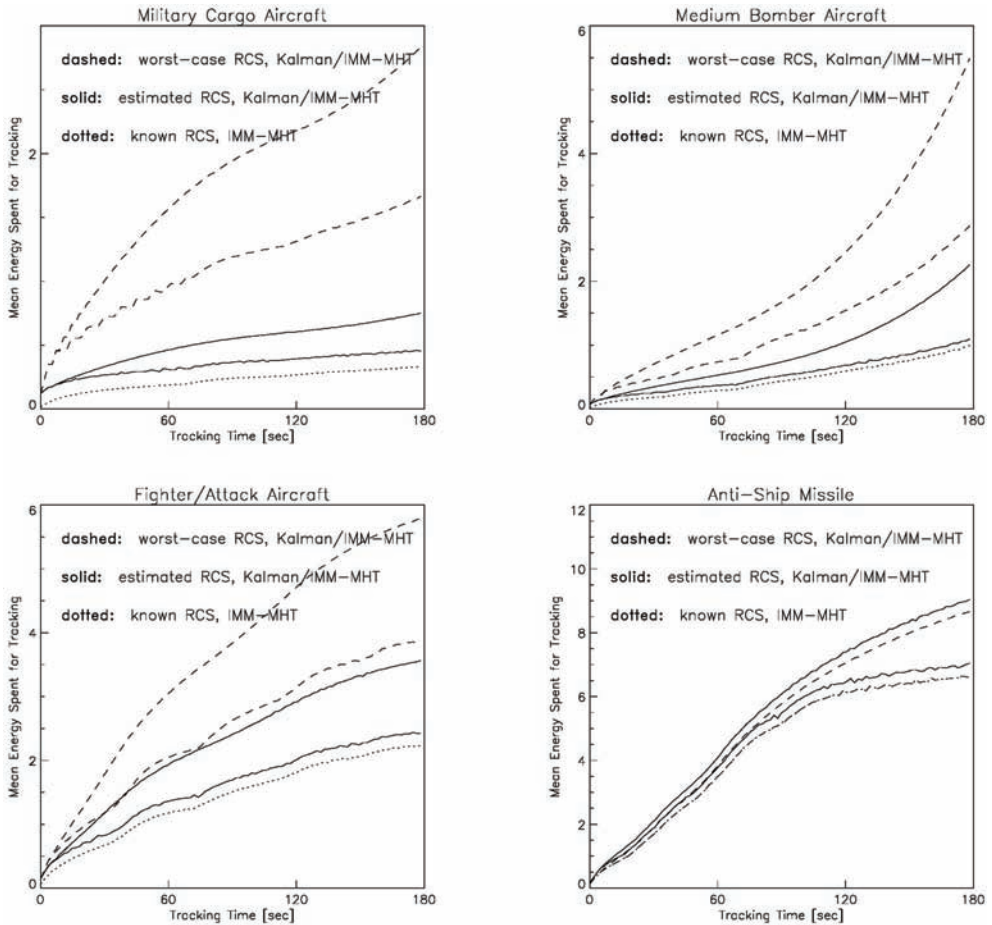 Military Cargo Aircraft
dashed: worst-case RCS, Kalman/IMM-MHT
solid: estimated RCS, Kalman/IMM-MHT
dotted: known RCS, IMM-MHT
Mean Energy Spent for Tracking
2
0
0 60 120 180
Tracking Time [sec]
Medium Bomber Aircraft
dashed: worst-case RCS, Kalman/IMM-MHT
solid: estimated RCS, Kalman/IMM-MHT
dotted: known RCS, IMM-MHT
Mean Energy Spent for Tracking
6
4
2
0
0 60 120 180
Tracking Time [sec]
Fighter/Attack Aircraft
dashed: worst-case RCS, Kalman/IMM-MHT
solid: estimated RCS, Kalman/IMM-MHT
dotted: known RCS, IMM-MHT
Mean Energy Spent for Tracking
6
4
2
0
0 60 120 180
Tracking Time [sec]
Anti-Ship Missile
dashed: worst-case RCS, Kalman/IMM-MHT
solid: estimated RCS, Kalman/IMM-MHT
dotted: known RCS, IMM-MHT
Mean Energy Spent for Tracking
12
10
8
6
4
2
0
0 60 120 180
Tracking Time [sec]